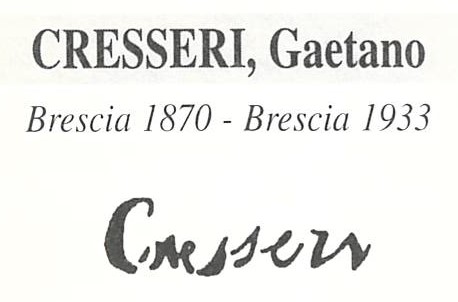 CRESSERI, Gaetano
Brescia 1870 - Brescia 1933
Cresseri